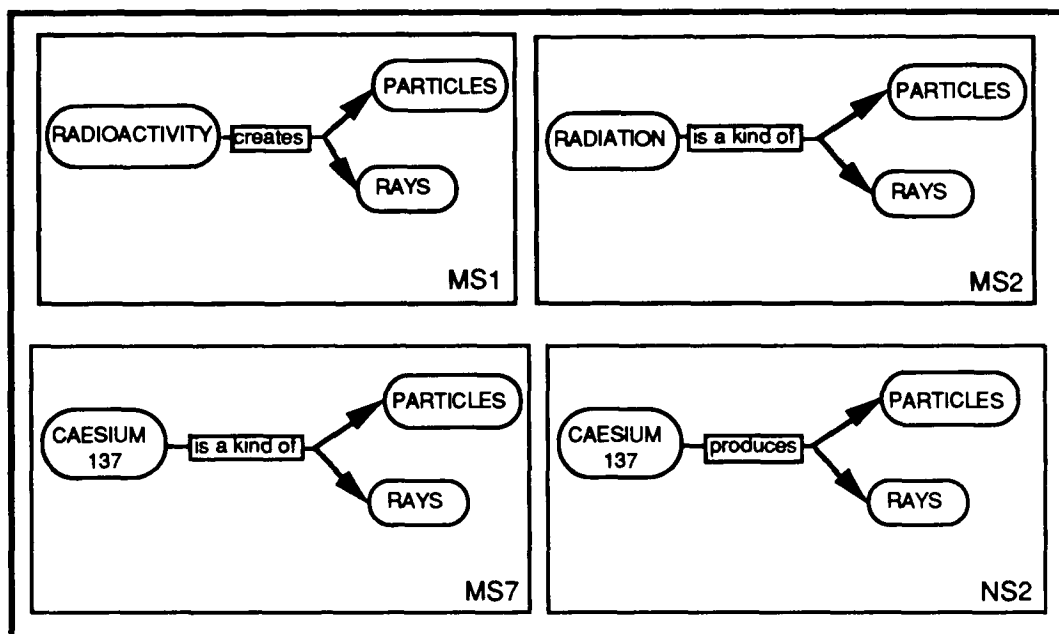 PARTICLES
RADIOACTIVITY creates
RAYS
MS1
PARTICLES
RADIATION is a kind of
RAYS
MS2
PARTICLES
CAESIUM
137
is a kind of
RAYS
MS7
PARTICLES
CAESIUM
137
produces
RAYS
NS2